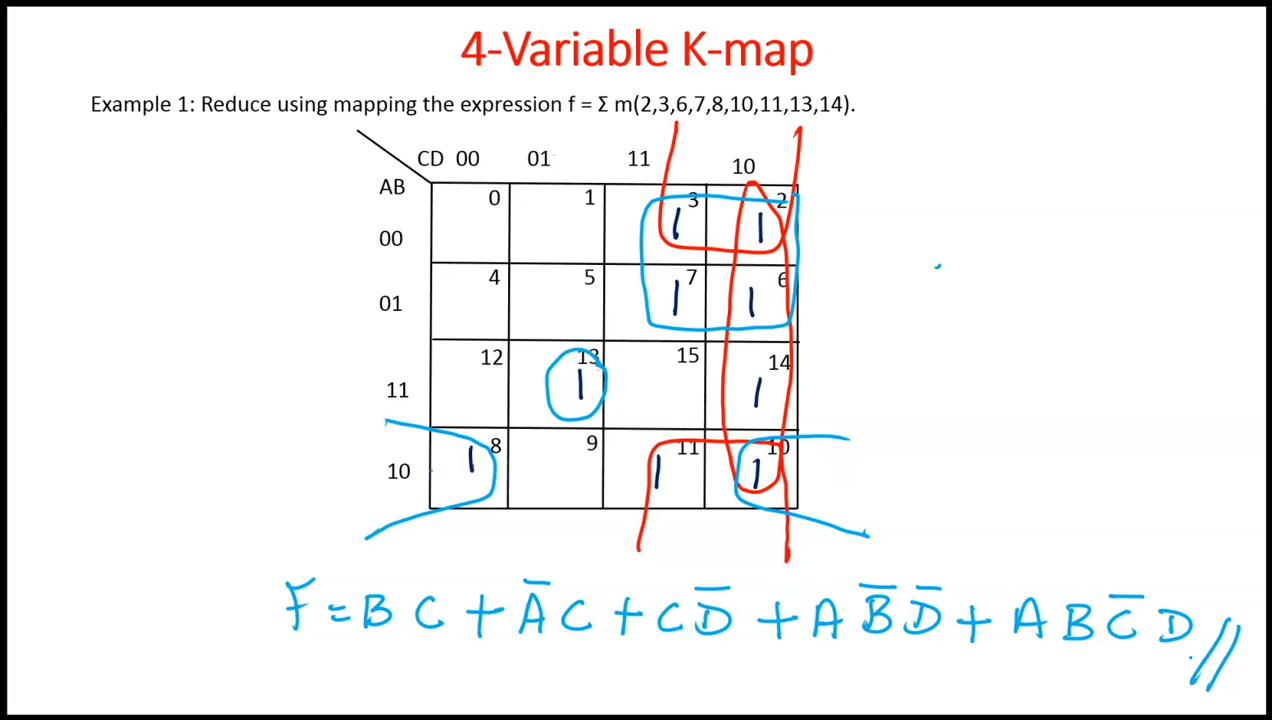 4-Variable K-map
Example 1: Reduce using mapping the expression f = Σ m(2,3,6,7,8,10,11,13,14).
CD 00 01 11 10
AB
0 1 3 2
00 1 1
4 5 7 6
01 1 1
12 13 15 14
11 1 1
8 9 11 10
10 1 1 1
F = B C + A̅ C + C D̅ + A B̅ D̅ + A B C̅ D //